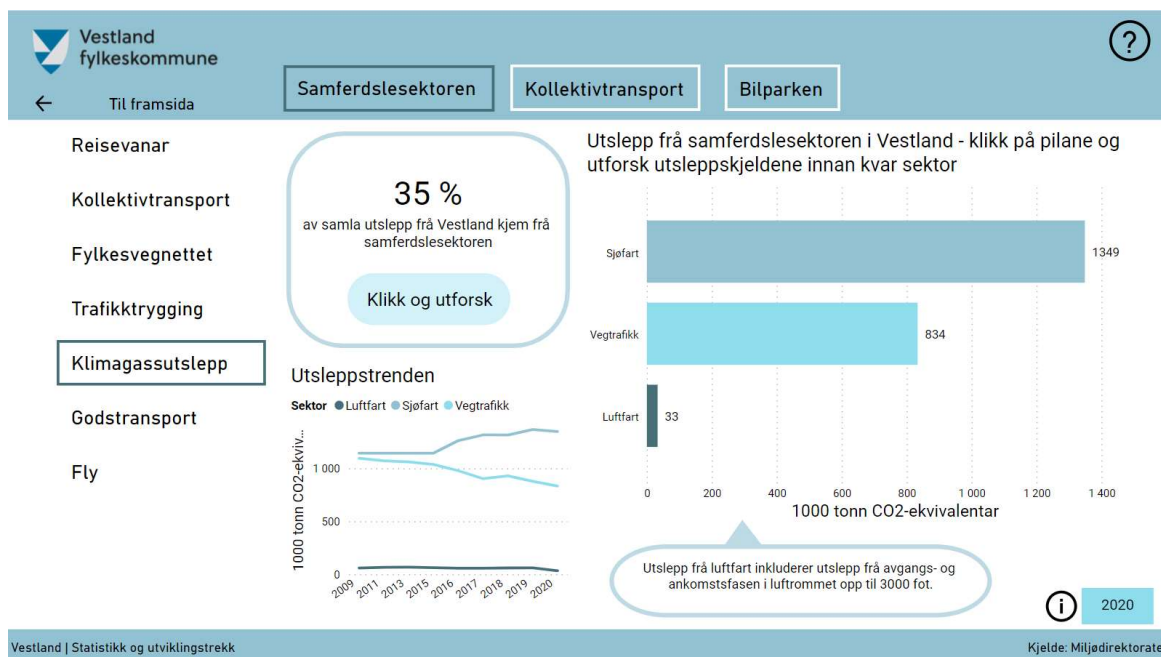 Vestland
fylkeskommune
Til framsida
Samferdslesektoren
Kollektivtransport
Bilparken
?
Reisevanar
Kollektivtransport
Fylkesvegnettet
Trafikktrygging
Klimagassutslepp
Godstransport
Fly
35 %
av samla utslepp frå Vestland kjem frå
samferdslesektoren
Klikk og utforsk
Utsleppstrenden
Sektor Luftfart Sjøfart Vegtrafikk
1000 tonn CO2-ekviv...
1 000
500
0
2009 2011 2013 2015 2016 2017 2018 2019 2020
Utslepp frå samferdslesektoren i Vestland - klikk på pilane og
utforsk utsleppskjeldene innan kvar sektor
Sjøfart 1349
Vegtrafikk 834
Luftfart 33
0 200 400 600 800 1 000 1 200 1 400
1000 tonn CO2-ekvivalentar
Utslepp frå luftfart inkluderer utslepp frå avgangs- og
ankomstsfasen i luftrommet opp til 3000 fot.
i
2020
Vestland | Statistikk og utviklingstrekk
Kjelde: Miljødirektorate